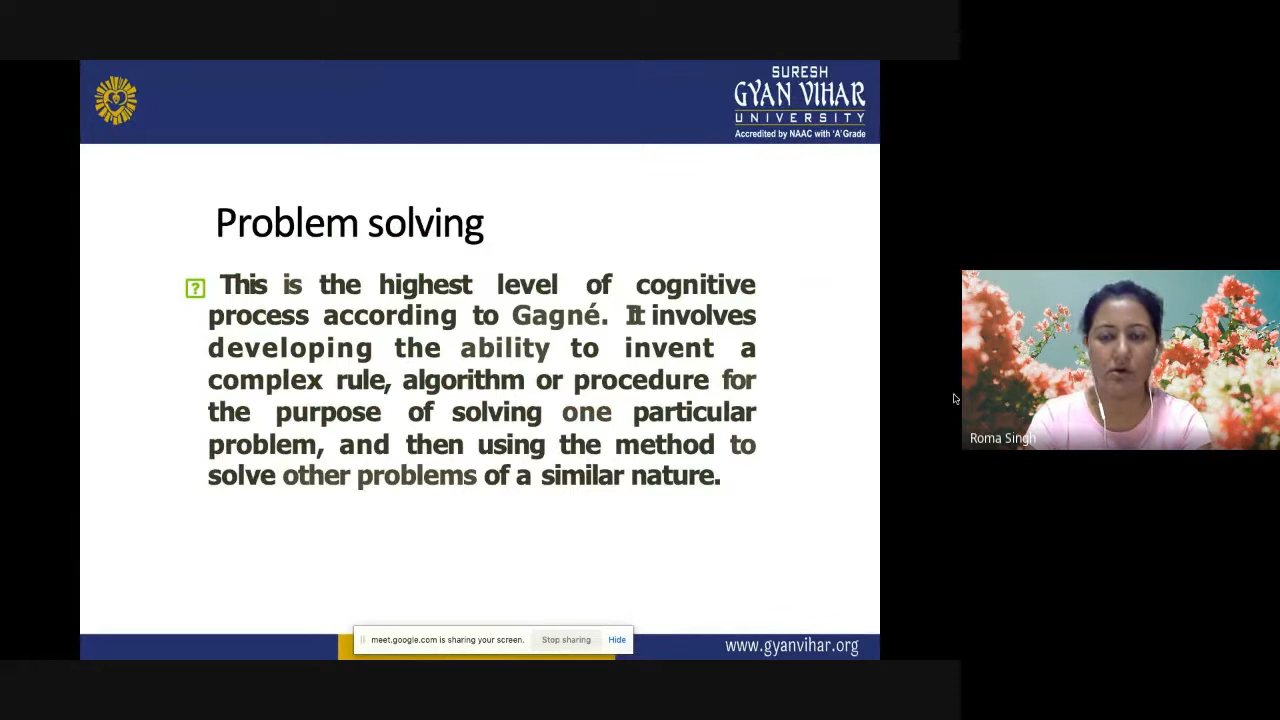 SURESH
GYAN VIHAR
UNIVERSITY
Accredited by NAAC with 'A' Grade
Problem solving
? This is the highest level of cognitive
process according to Gagné. It involves
developing the ability to invent a
complex rule, algorithm or procedure for
the purpose of solving one particular
problem, and then using the method to
solve other problems of a similar nature.
Roma Singh
meet.google.com is sharing your screen. Stop sharing Hide
www.gyanvihar.org